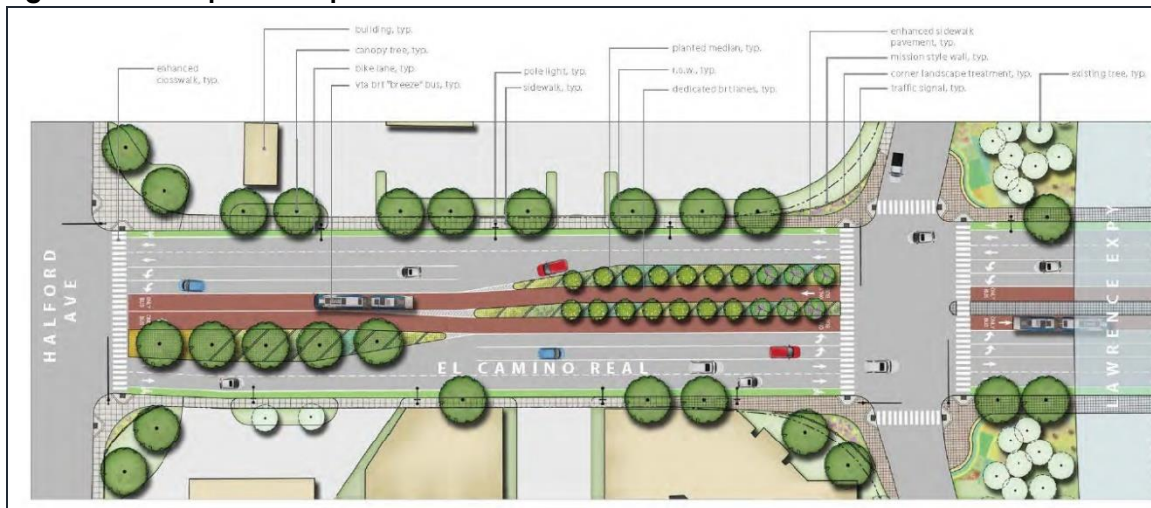 building, typ.
canopy tree, typ.
bike lane, typ.
vta brt "breeze" bus, typ.
enhanced
crosswalk, typ.
pole light, typ.
sidewalk, typ.
planted median, typ.
r.o.w., typ.
dedicated brt lanes, typ.
enhanced sidewalk
pavement, typ.
mission style wall, typ.
corner landscape treatment, typ.
traffic signal, typ.
existing tree, typ.
HALFORD
AVE
EL CAMINO REAL
LAWRENCE EXPY